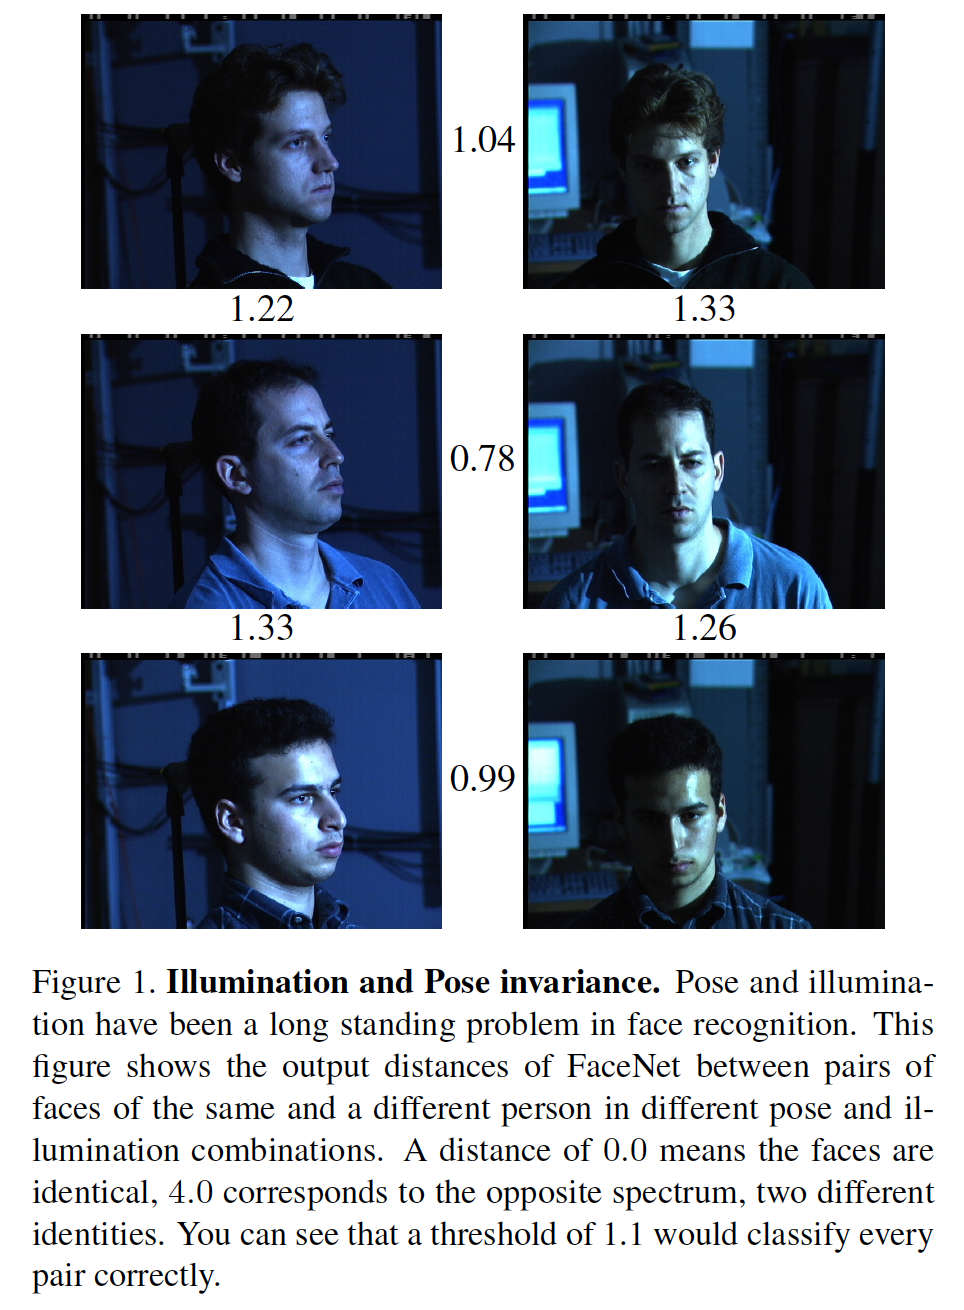 1.04
1.22
1.33
0.78
1.33
1.26
0.99
Figure 1. Illumination and Pose invariance. Pose and illumina-
tion have been a long standing problem in face recognition. This
figure shows the output distances of FaceNet between pairs of
faces of the same and a different person in different pose and il-
lumination combinations. A distance of 0.0 means the faces are
identical, 4.0 corresponds to the opposite spectrum, two different
identities. You can see that a threshold of 1.1 would classify every
pair correctly.